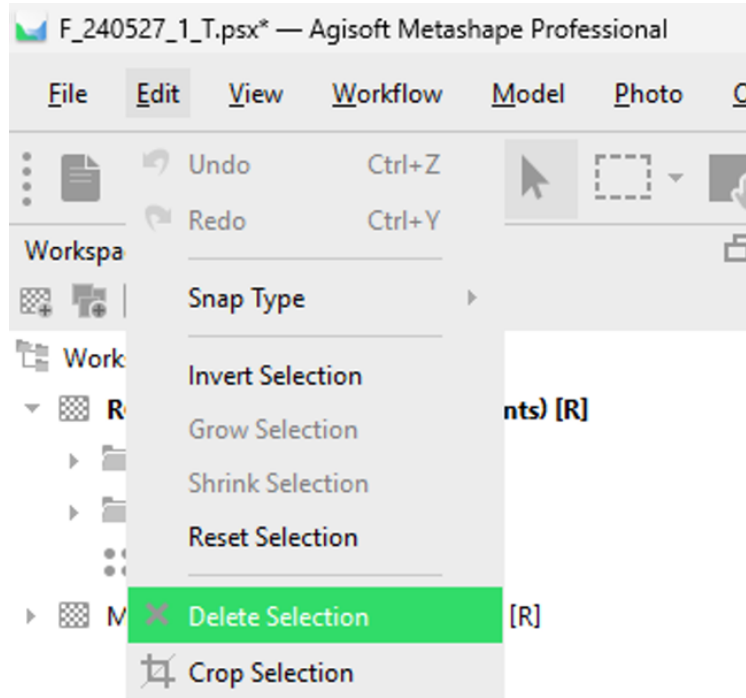 F_240527_1_T.psx* — Agisoft Metashape Professional
File Edit View Workflow Model Photo
Undo Ctrl+Z
Redo Ctrl+Y
Workspa
Snap Type
Work
Invert Selection
nts) [R]
Grow Selection
Shrink Selection
Reset Selection
M Delete Selection [R]
Crop Selection